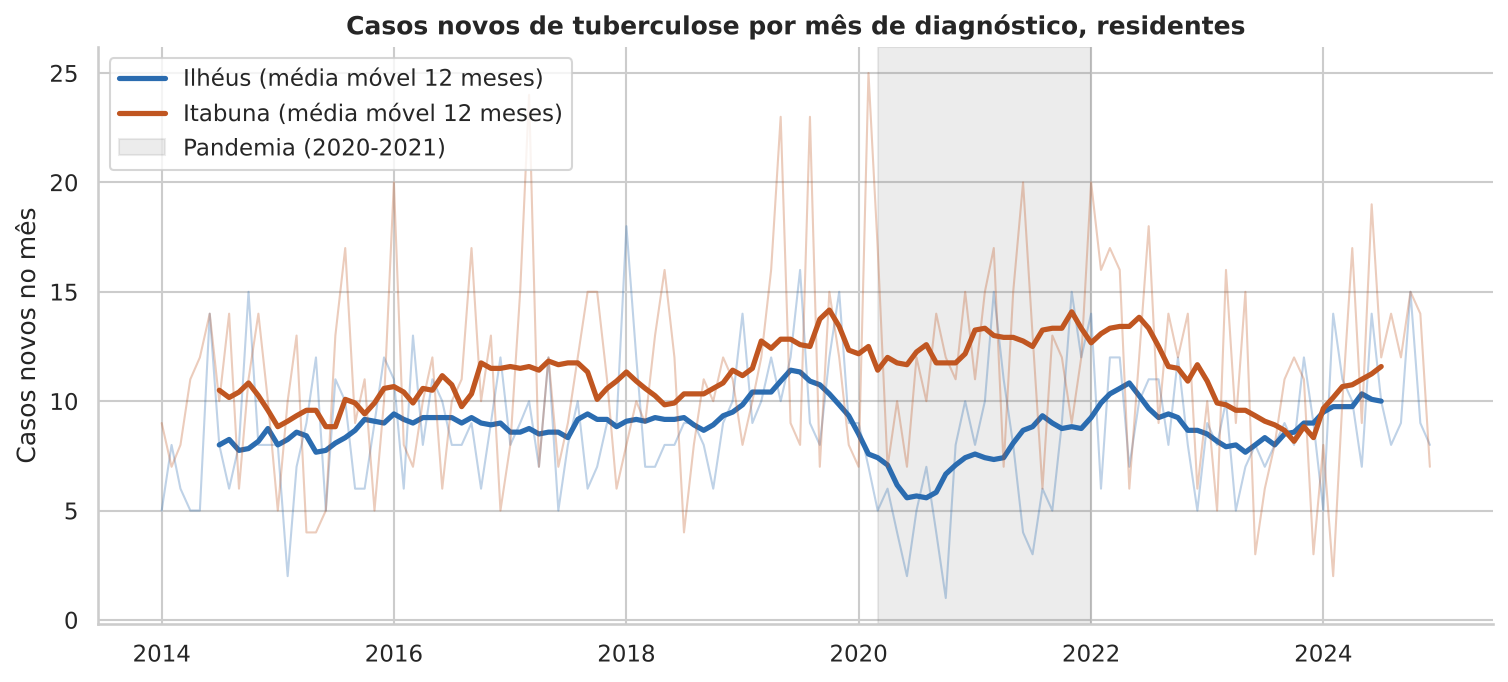 Casos novos de tuberculose por mês de diagnóstico, residentes
Ilhéus (média móvel 12 meses)
Itabuna (média móvel 12 meses)
Pandemia (2020-2021)
Casos novos no mês
25
20
15
10
5
0
2014 2016 2018 2020 2022 2024